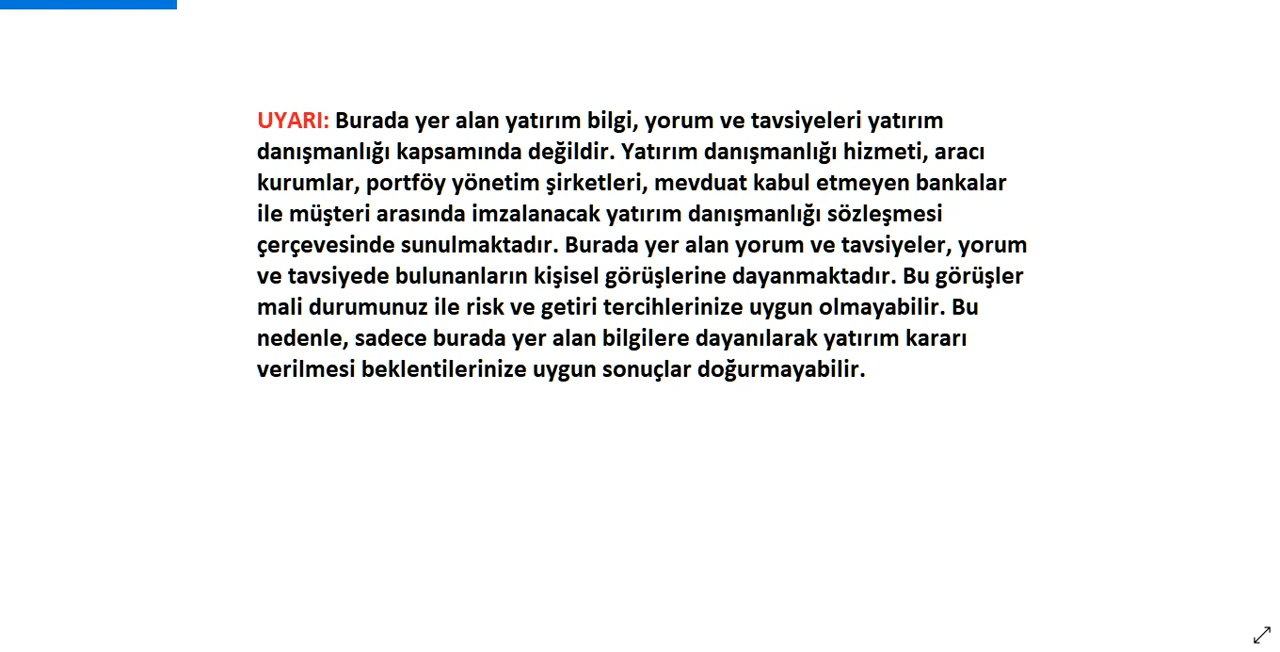 UYARI: Burada yer alan yatırım bilgi, yorum ve tavsiyeleri yatırım
danışmanlığı kapsamında değildir. Yatırım danışmanlığı hizmeti, aracı
kurumlar, portföy yönetim şirketleri, mevduat kabul etmeyen bankalar
ile müşteri arasında imzalanacak yatırım danışmanlığı sözleşmesi
çerçevesinde sunulmaktadır. Burada yer alan yorum ve tavsiyeler, yorum
ve tavsiyede bulunanların kişisel görüşlerine dayanmaktadır. Bu görüşler
mali durumunuz ile risk ve getiri tercihlerinize uygun olmayabilir. Bu
nedenle, sadece burada yer alan bilgilere dayanılarak yatırım kararı
verilmesi beklentilerinize uygun sonuçlar doğurmayabilir.